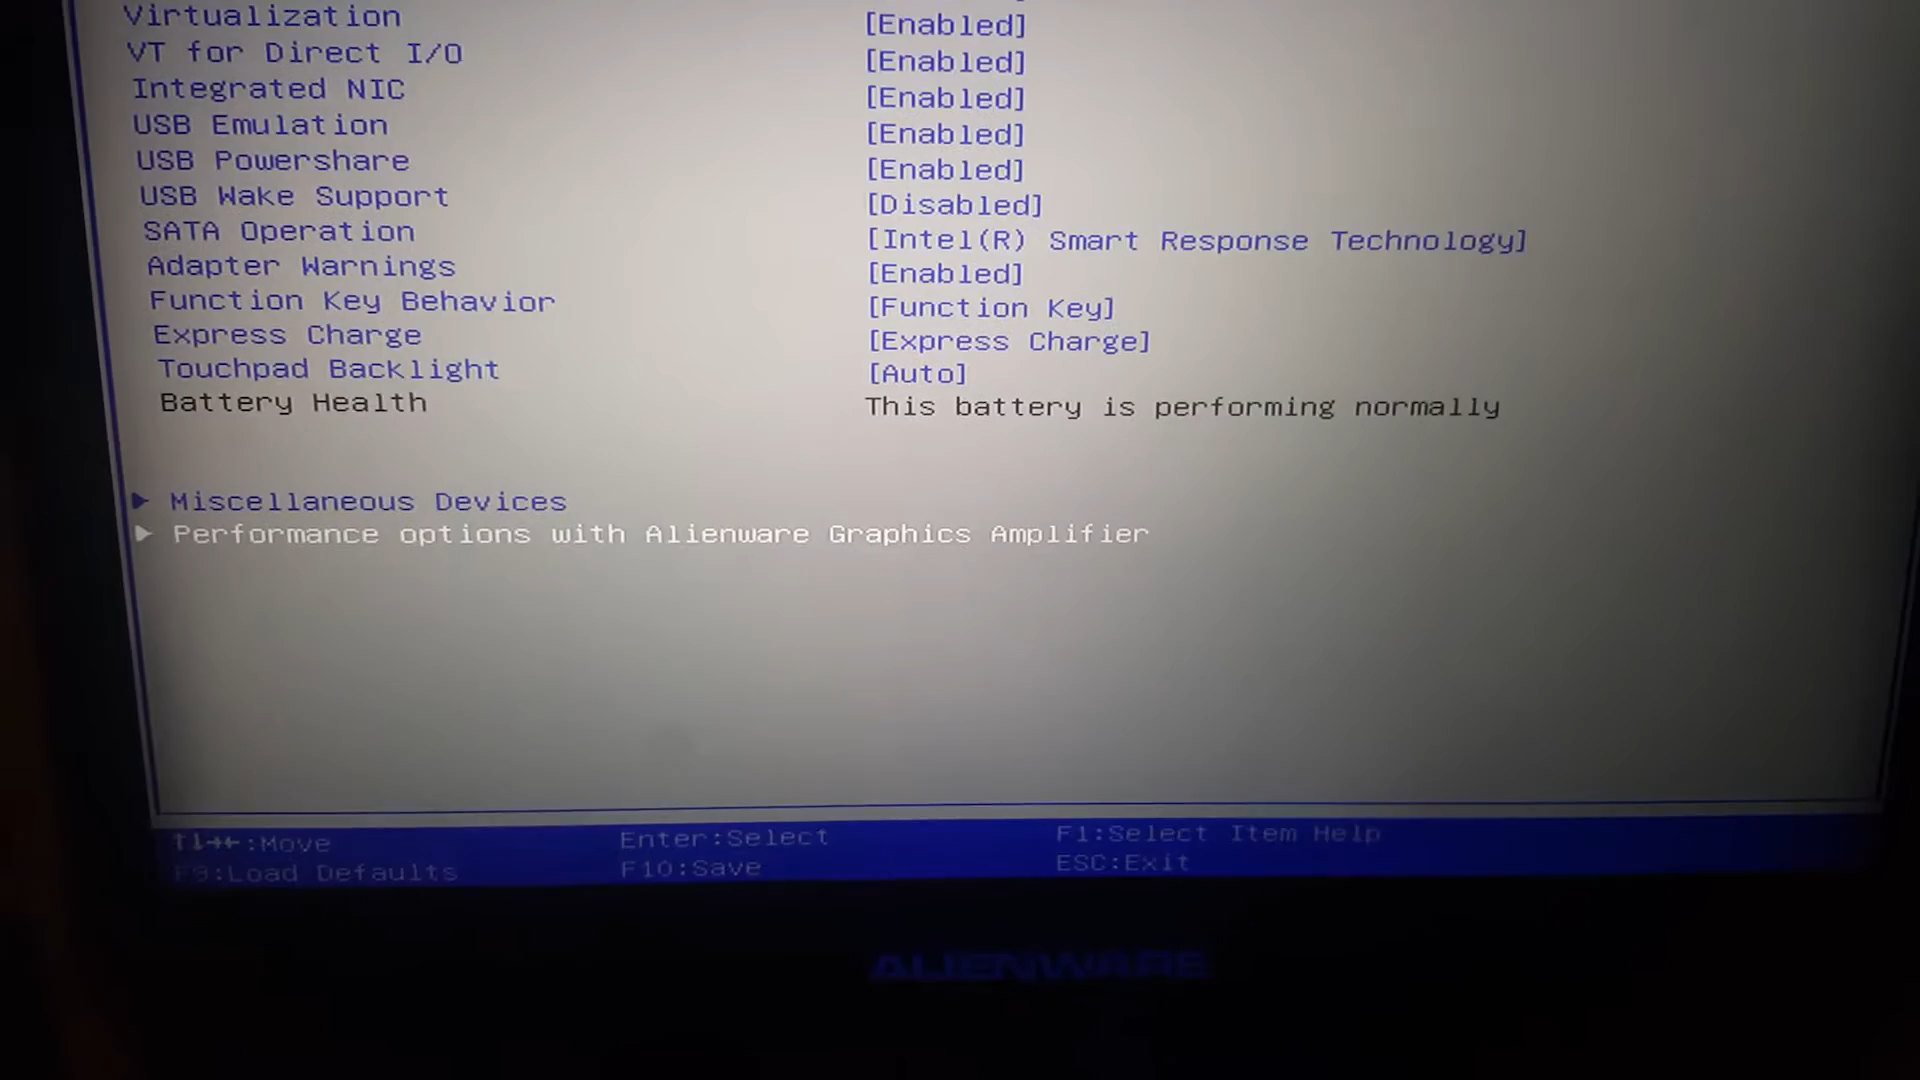 Virtualization [Enabled]
VT for Direct I/O [Enabled]
Integrated NIC [Enabled]
USB Emulation [Enabled]
USB Powershare [Enabled]
USB Wake Support [Disabled]
SATA Operation [Intel(R) Smart Response Technology]
Adapter Warnings [Enabled]
Function Key Behavior [Function Key]
Express Charge [Express Charge]
Touchpad Backlight [Auto]
Battery Health This battery is performing normally
Miscellaneous Devices
Performance options with Alienware Graphics Amplifier
↑↓→←:Move Enter:Select F1:Select Item Help
F9:Load Defaults F10:Save ESC:Exit
ALIENWARE